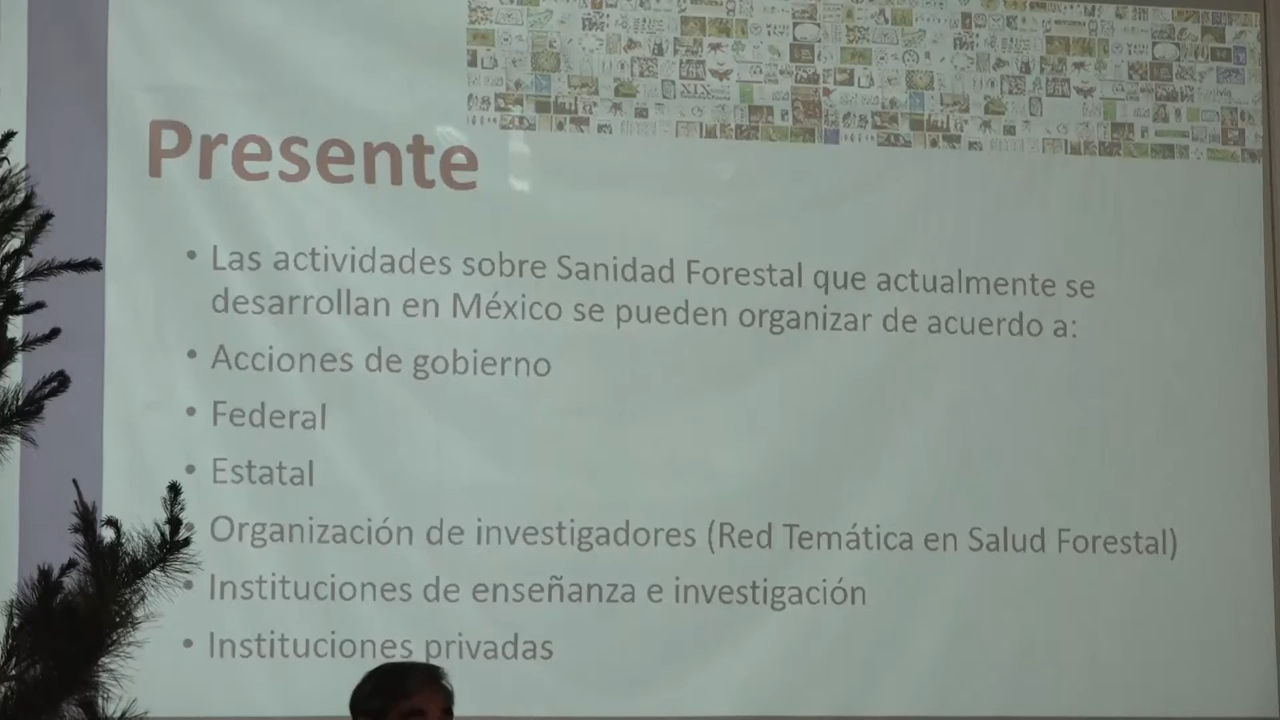 XIX
Presente
• Las actividades sobre Sanidad Forestal que actualmente se
desarrollan en México se pueden organizar de acuerdo a:
• Acciones de gobierno
• Federal
• Estatal
• Organización de investigadores (Red Temática en Salud Forestal)
• Instituciones de enseñanza e investigación
• Instituciones privadas